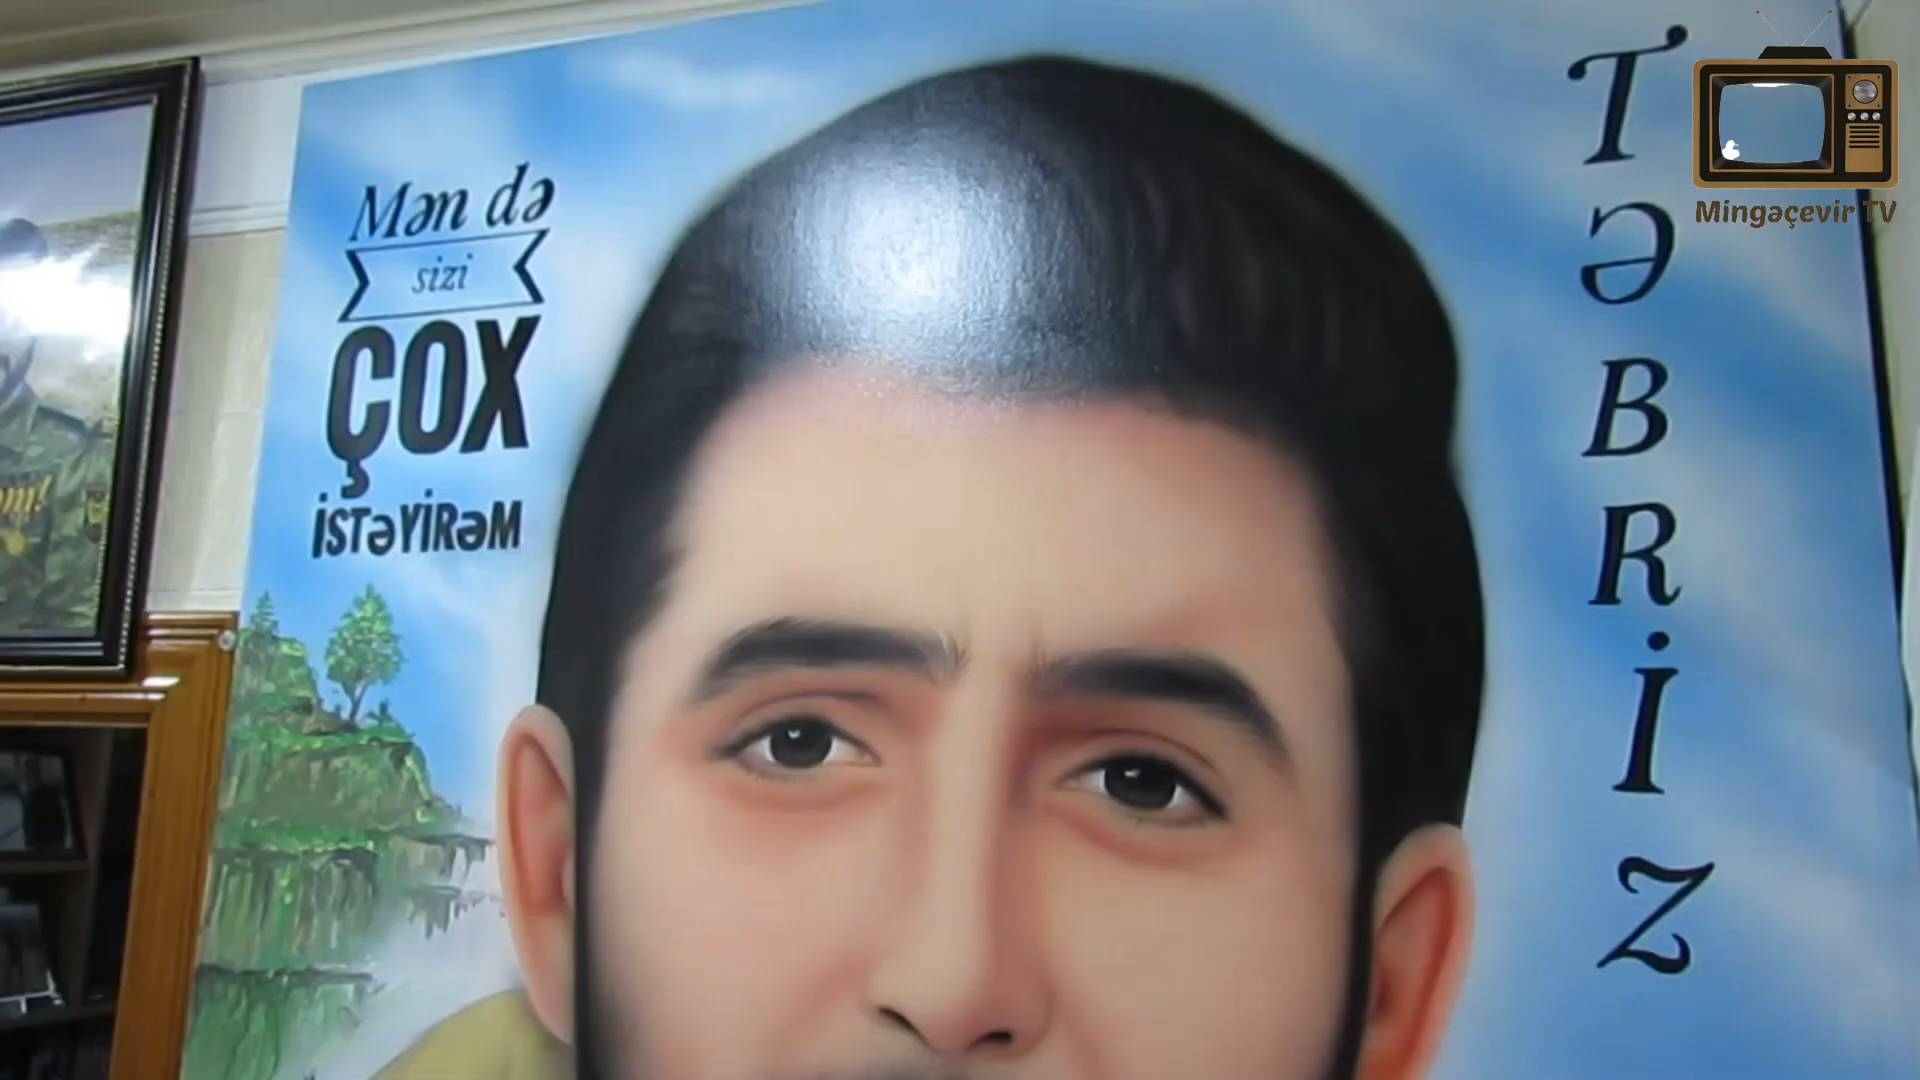 Mən də
sizi
ÇOX
İSTƏYİRƏM
TƏBRİZ
Mingəçevir TV